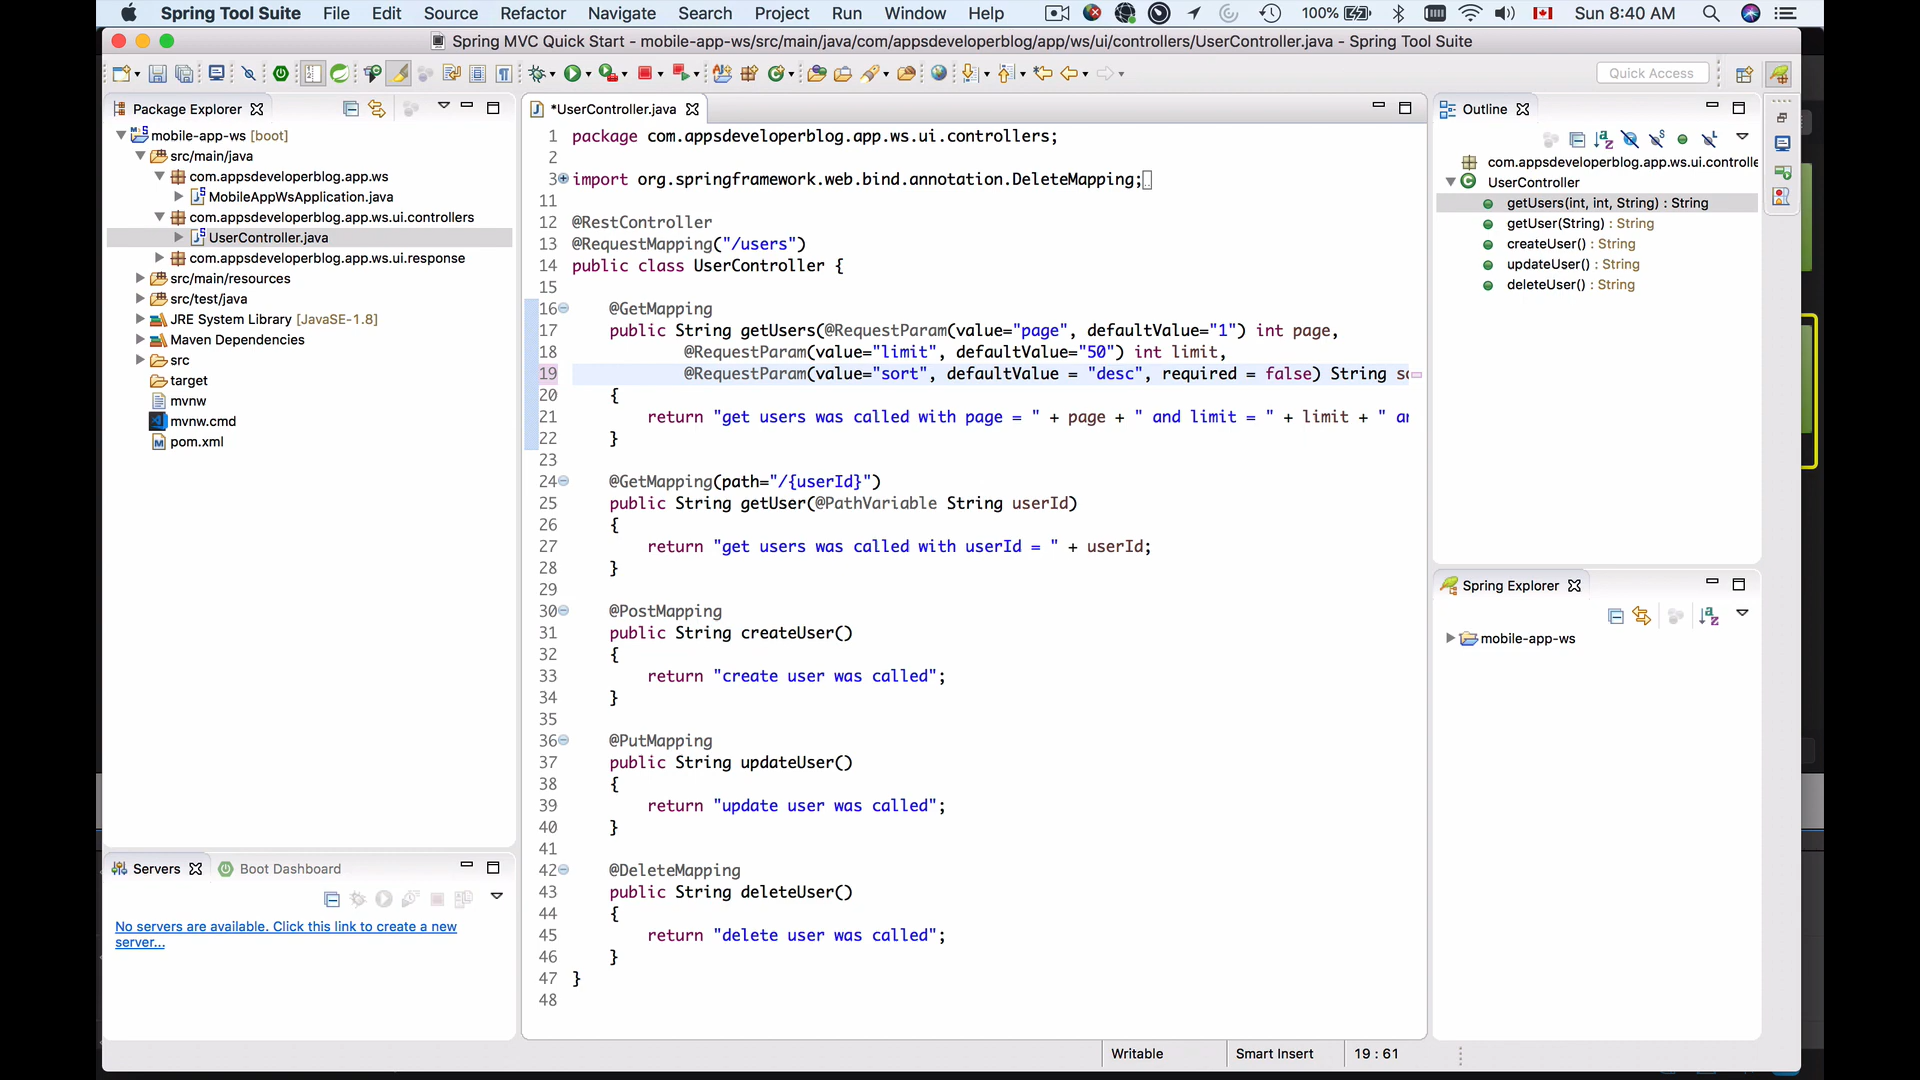 Spring Tool Suite File Edit Source Refactor Navigate Search Project Run Window Help 100% Sun 8:40 AM
Spring MVC Quick Start - mobile-app-ws/src/main/java/com/appsdeveloperblog/app/ws/ui/controllers/UserController.java - Spring Tool Suite
Quick Access
Package Explorer
mobile-app-ws [boot]
src/main/java
com.appsdeveloperblog.app.ws
MobileAppWsApplication.java
com.appsdeveloperblog.app.ws.ui.controllers
UserController.java
com.appsdeveloperblog.app.ws.ui.response
src/main/resources
src/test/java
JRE System Library [JavaSE-1.8]
Maven Dependencies
src
target
mvnw
mvnw.cmd
pom.xml
Servers Boot Dashboard
No servers are available. Click this link to create a new
server...
*UserController.java
1 package com.appsdeveloperblog.app.ws.ui.controllers;
2
3 import org.springframework.web.bind.annotation.DeleteMapping;
11
12 @RestController
13 @RequestMapping("/users")
14 public class UserController {
15
16 @GetMapping
17 public String getUsers(@RequestParam(value="page", defaultValue="1") int page,
18 @RequestParam(value="limit", defaultValue="50") int limit,
19 @RequestParam(value="sort", defaultValue = "desc", required = false) String so
20 {
21 return "get users was called with page = " + page + " and limit = " + limit + " an
22 }
23
24 @GetMapping(path="/{userId}")
25 public String getUser(@PathVariable String userId)
26 {
27 return "get users was called with userId = " + userId;
28 }
29
30 @PostMapping
31 public String createUser()
32 {
33 return "create user was called";
34 }
35
36 @PutMapping
37 public String updateUser()
38 {
39 return "update user was called";
40 }
41
42 @DeleteMapping
43 public String deleteUser()
44 {
45 return "delete user was called";
46 }
47 }
48
Writable Smart Insert 19 : 61
Outline
com.appsdeveloperblog.app.ws.ui.controlle
UserController
getUsers(int, int, String) : String
getUser(String) : String
createUser() : String
updateUser() : String
deleteUser() : String
Spring Explorer
mobile-app-ws